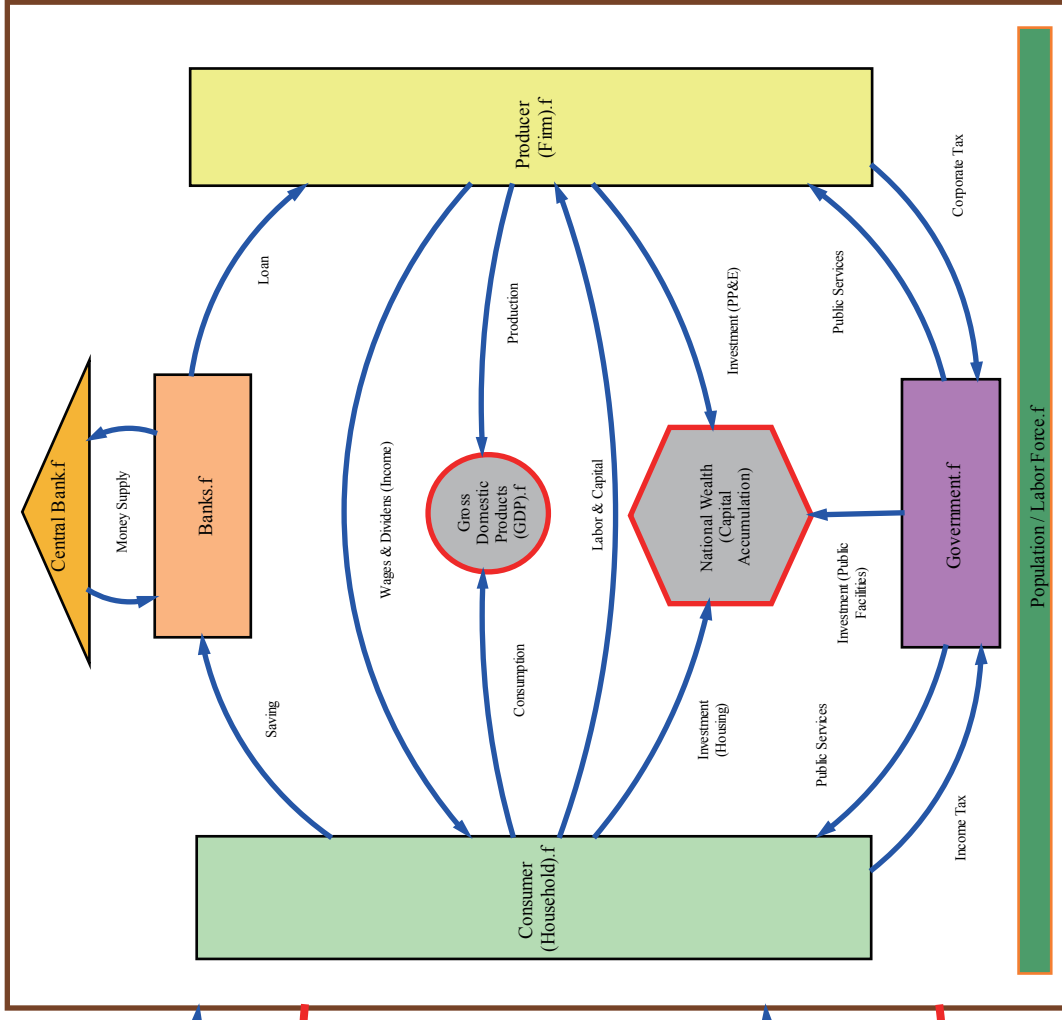 Central Bank.f
Money Supply
Banks.f
Saving
Loan
Wages & Dividens (Income)
Consumer
(Household).f
Producer
(Firm).f
Consumption
Gross
Domestic
Products
(GDP).f
Production
Labor & Capital
Investment
(Housing)
National Wealth
(Capital
Accumulation)
Investment (PP&E)
Public Services
Investment (Public
Facilities)
Public Services
Income Tax
Government.f
Corporate Tax
Population / Labor Force.f